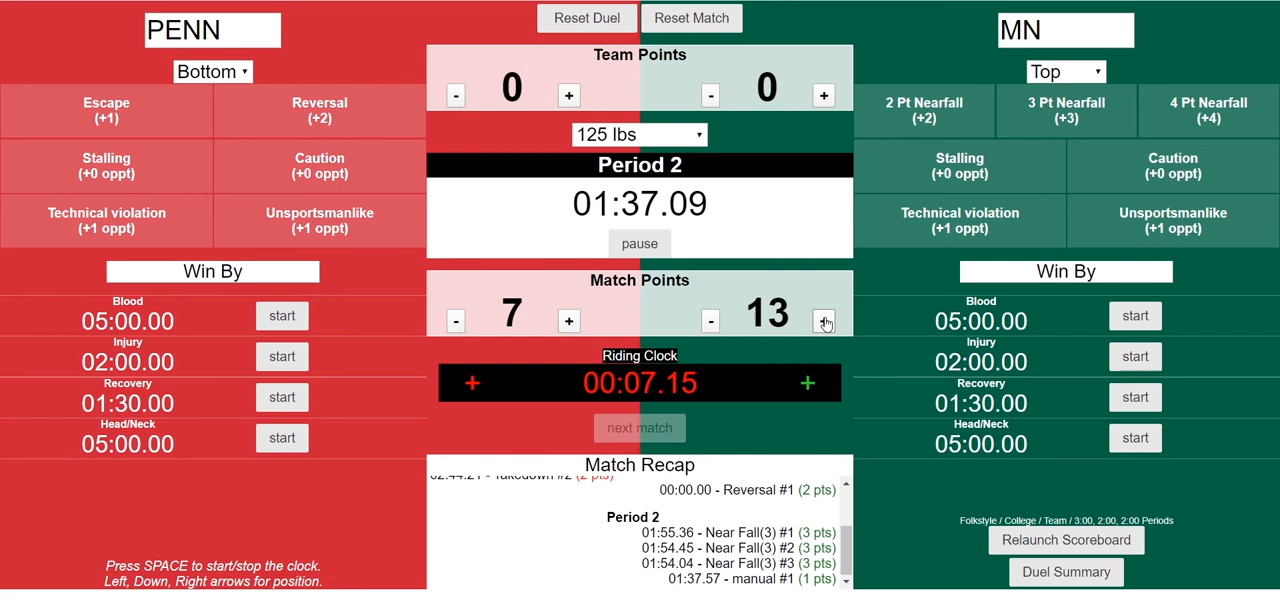 PENN
Bottom
Escape
(+1)
Reversal
(+2)
Stalling
(+0 oppt)
Caution
(+0 oppt)
Technical violation
(+1 oppt)
Unsportsmanlike
(+1 oppt)
Win By
Blood
05:00.00
start
Injury
02:00.00
start
Recovery
01:30.00
start
Head/Neck
05:00.00
start
Press SPACE to start/stop the clock.
Left, Down, Right arrows for position.
Reset Duel
Reset Match
Team Points
- 0 +
- 0 +
125 lbs
Period 2
01:37.09
pause
Match Points
- 7 +
- 13 +
Riding Clock
+ 00:07.15 +
next match
Match Recap
02:44.21 - Takedown #2 (2 pts)
00:00.00 - Reversal #1 (2 pts)
Period 2
01:55.36 - Near Fall(3) #1 (3 pts)
01:54.45 - Near Fall(3) #2 (3 pts)
01:54.04 - Near Fall(3) #3 (3 pts)
01:37.57 - manual #1 (1 pts)
MN
Top
2 Pt Nearfall
(+2)
3 Pt Nearfall
(+3)
4 Pt Nearfall
(+4)
Stalling
(+0 oppt)
Caution
(+0 oppt)
Technical violation
(+1 oppt)
Unsportsmanlike
(+1 oppt)
Win By
Blood
05:00.00
start
Injury
02:00.00
start
Recovery
01:30.00
start
Head/Neck
05:00.00
start
Folkstyle / College / Team / 3:00, 2:00, 2:00 Periods
Relaunch Scoreboard
Duel Summary